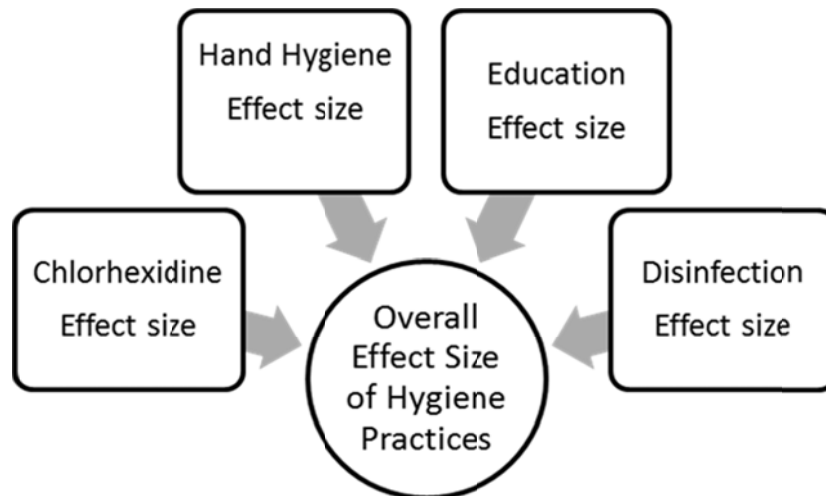 Hand Hygiene
Effect size
Education
Effect size
Chlorhexidine
Effect size
Disinfection
Effect size
Overall
Effect Size
of Hygiene
Practices